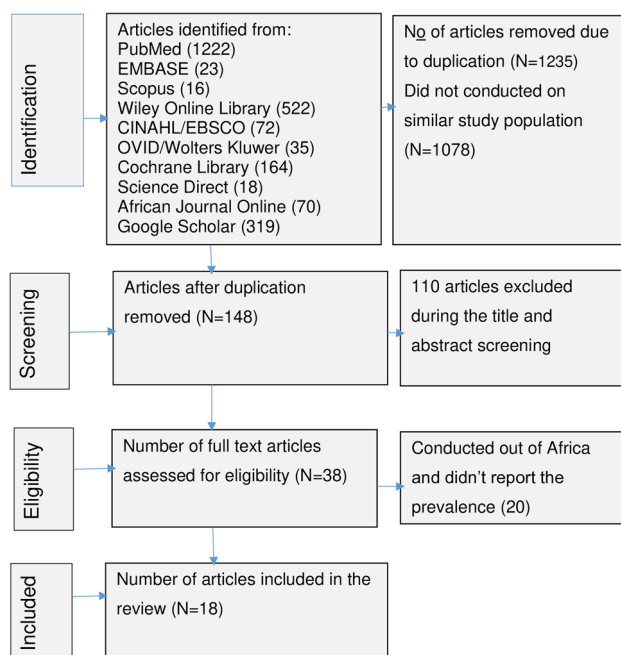 Identification
Articles identified from:
PubMed (1222)
EMBASE (23)
Scopus (16)
Wiley Online Library (522)
CINAHL/EBSCO (72)
OVID/Wolters Kluwer (35)
Cochrane Library (164)
Science Direct (18)
African Journal Online (70)
Google Scholar (319)
No of articles removed due
to duplication (N=1235)
Did not conducted on
similar study population
(N=1078)
Screening
Articles after duplication
removed (N=148)
110 articles excluded
during the title and
abstract screening
Eligibility
Number of full text articles
assessed for eligibility (N=38)
Conducted out of Africa
and didn't report the
prevalence (20)
Included
Number of articles included in the
review (N=18)